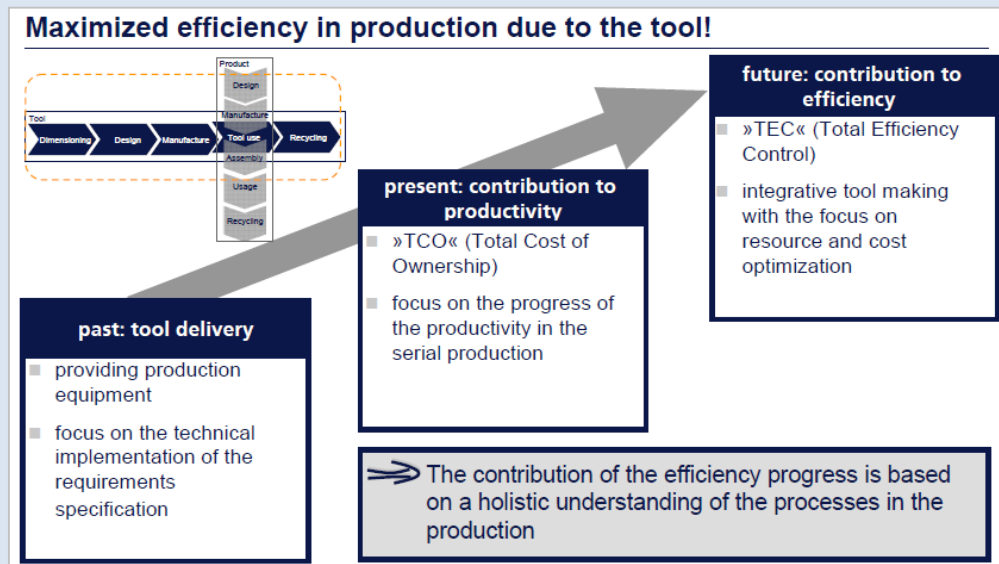 Maximized efficiency in production due to the tool!
Product
Design
Manufacture
Tool
Dimensioning
Design
Manufacture
Tool use
Recycling
Assembly
Usage
Recycling
future: contribution to
efficiency
»TEC« (Total Efficiency
Control)
integrative tool making
with the focus on
resource and cost
optimization
present: contribution to
productivity
»TCO« (Total Cost of
Ownership)
focus on the progress of
the productivity in the
serial production
past: tool delivery
providing production
equipment
focus on the technical
implementation of the
requirements
specification
The contribution of the efficiency progress is based
on a holistic understanding of the processes in the
production